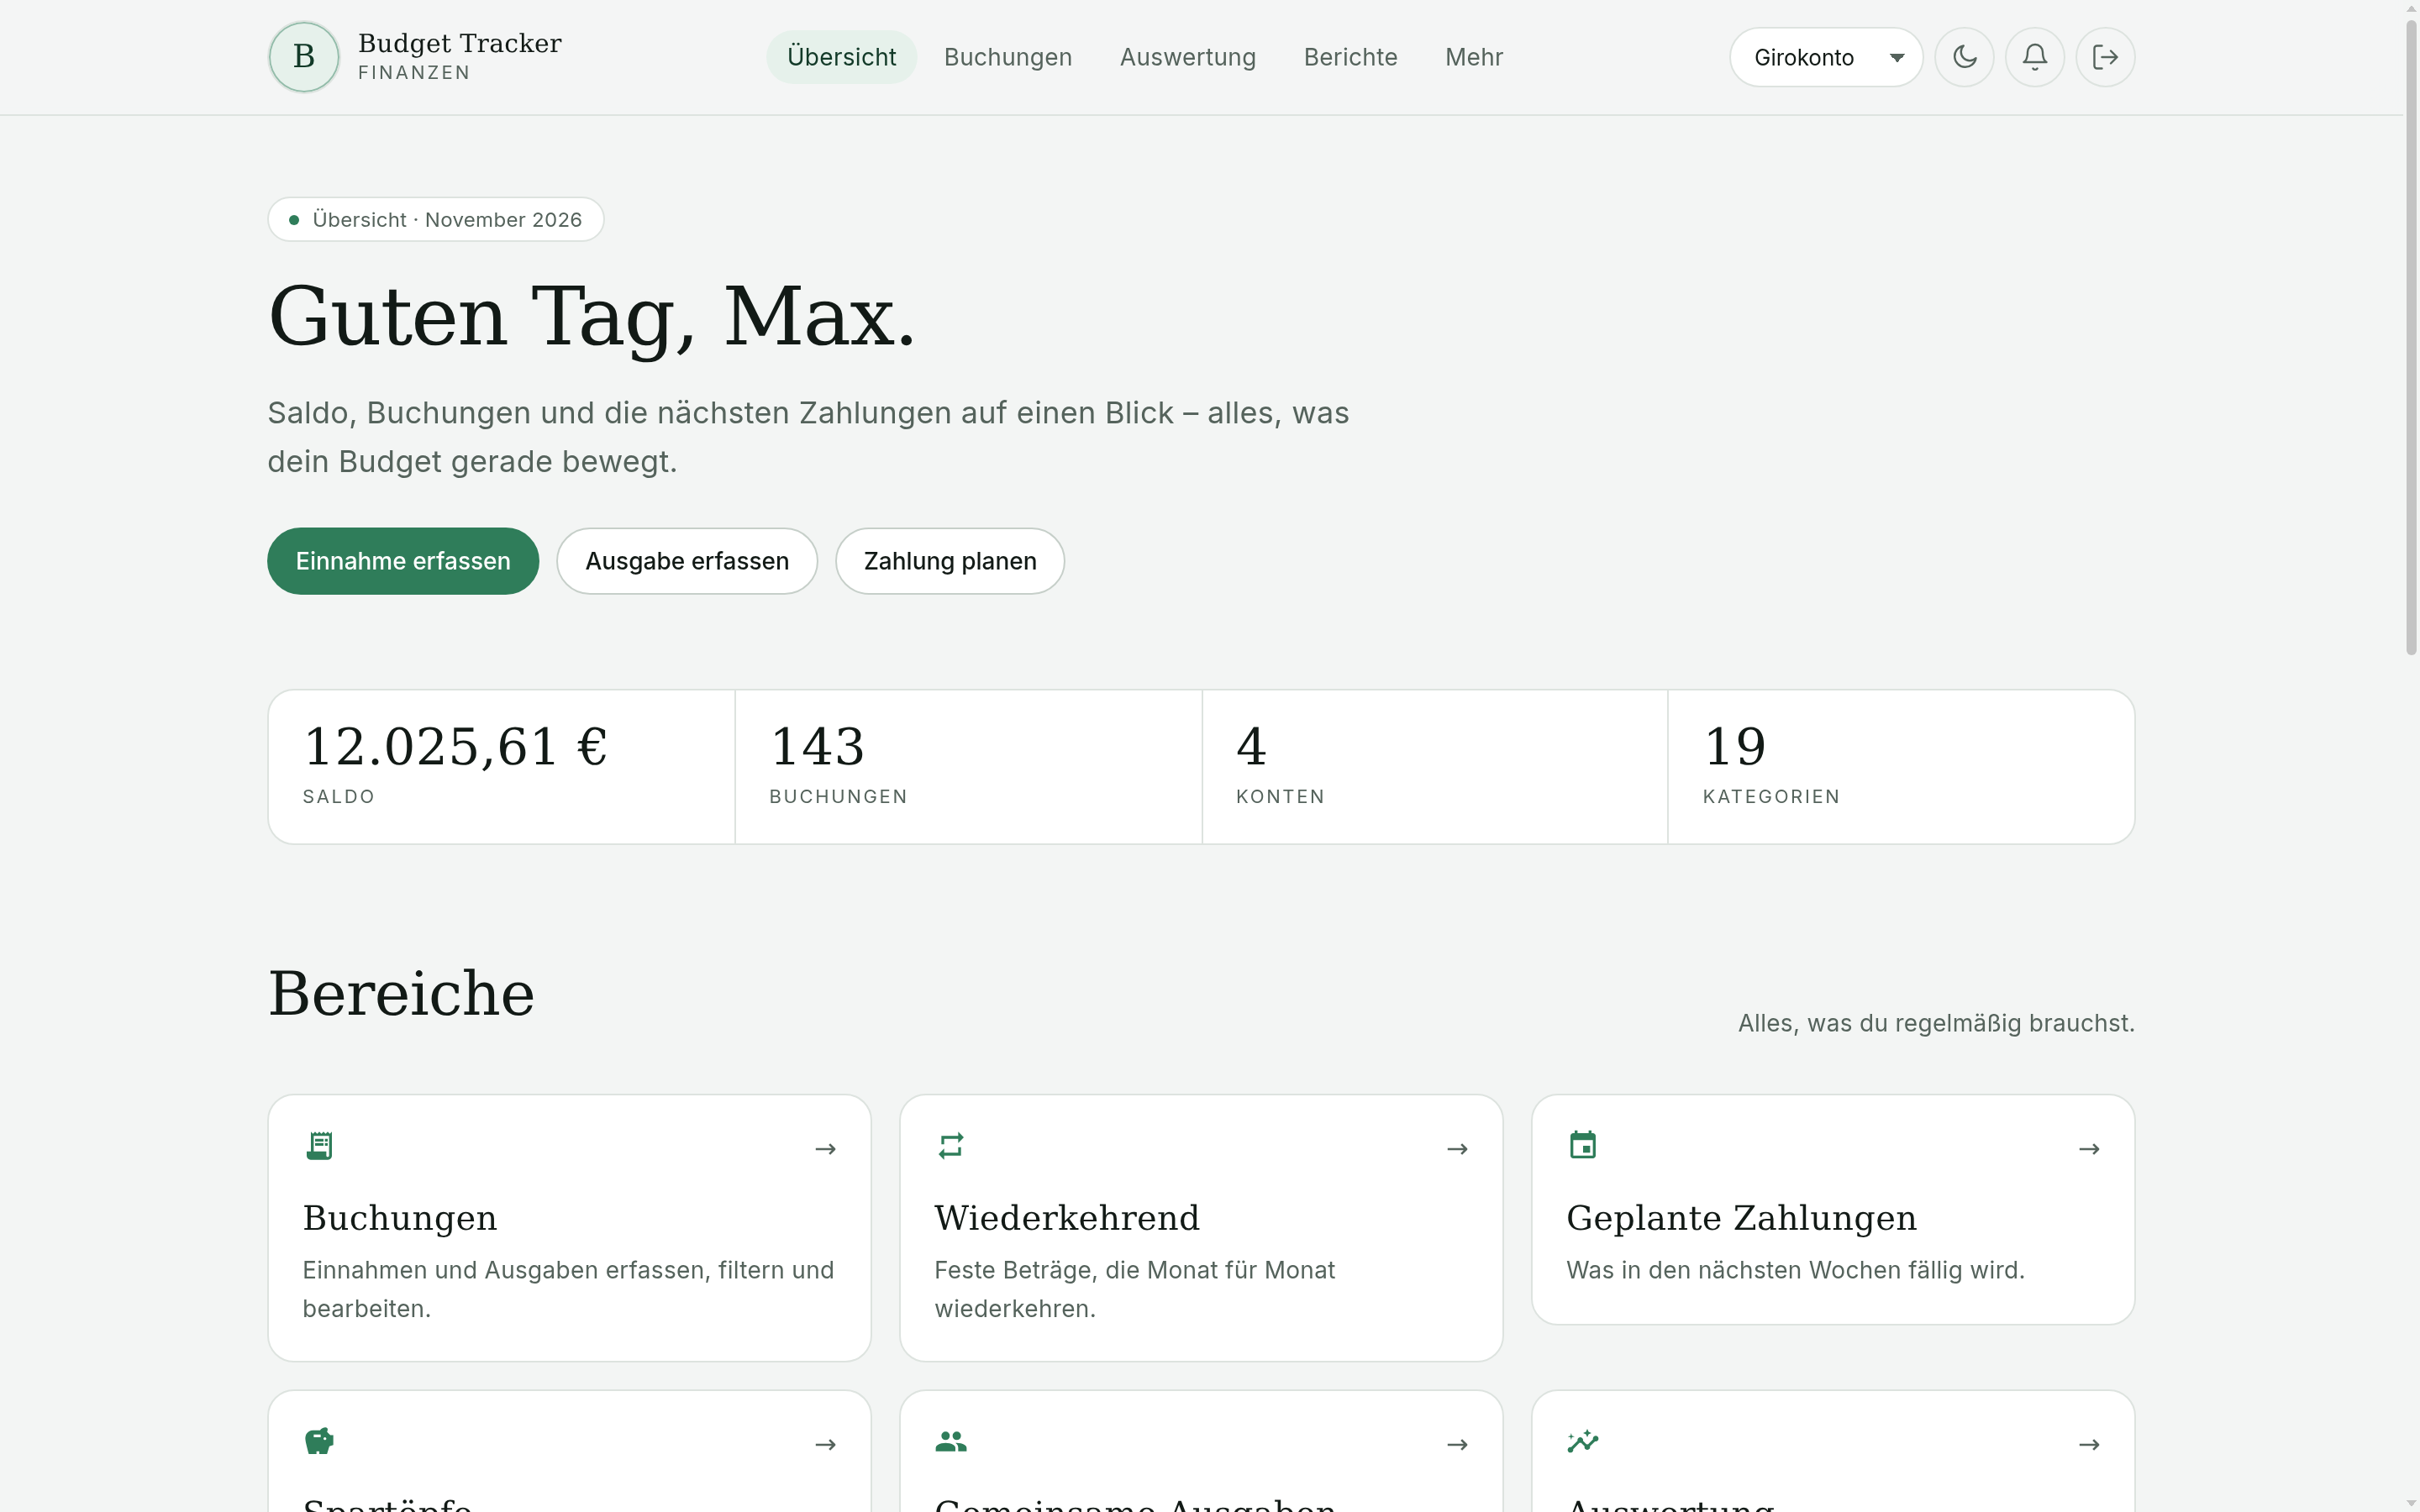 B
Budget Tracker
FINANZEN
Übersicht
Buchungen
Auswertung
Berichte
Mehr
Girokonto
Übersicht · November 2026
Guten Tag, Max.
Saldo, Buchungen und die nächsten Zahlungen auf einen Blick – alles, was
dein Budget gerade bewegt.
Einnahme erfassen
Ausgabe erfassen
Zahlung planen
12.025,61 €
SALDO
143
BUCHUNGEN
4
KONTEN
19
KATEGORIEN
Bereiche
Alles, was du regelmäßig brauchst.
Buchungen
Einnahmen und Ausgaben erfassen, filtern und
bearbeiten.
Wiederkehrend
Feste Beträge, die Monat für Monat
wiederkehren.
Geplante Zahlungen
Was in den nächsten Wochen fällig wird.
Spartöpfe
Gemeinsame Ausgaben
Auswertung